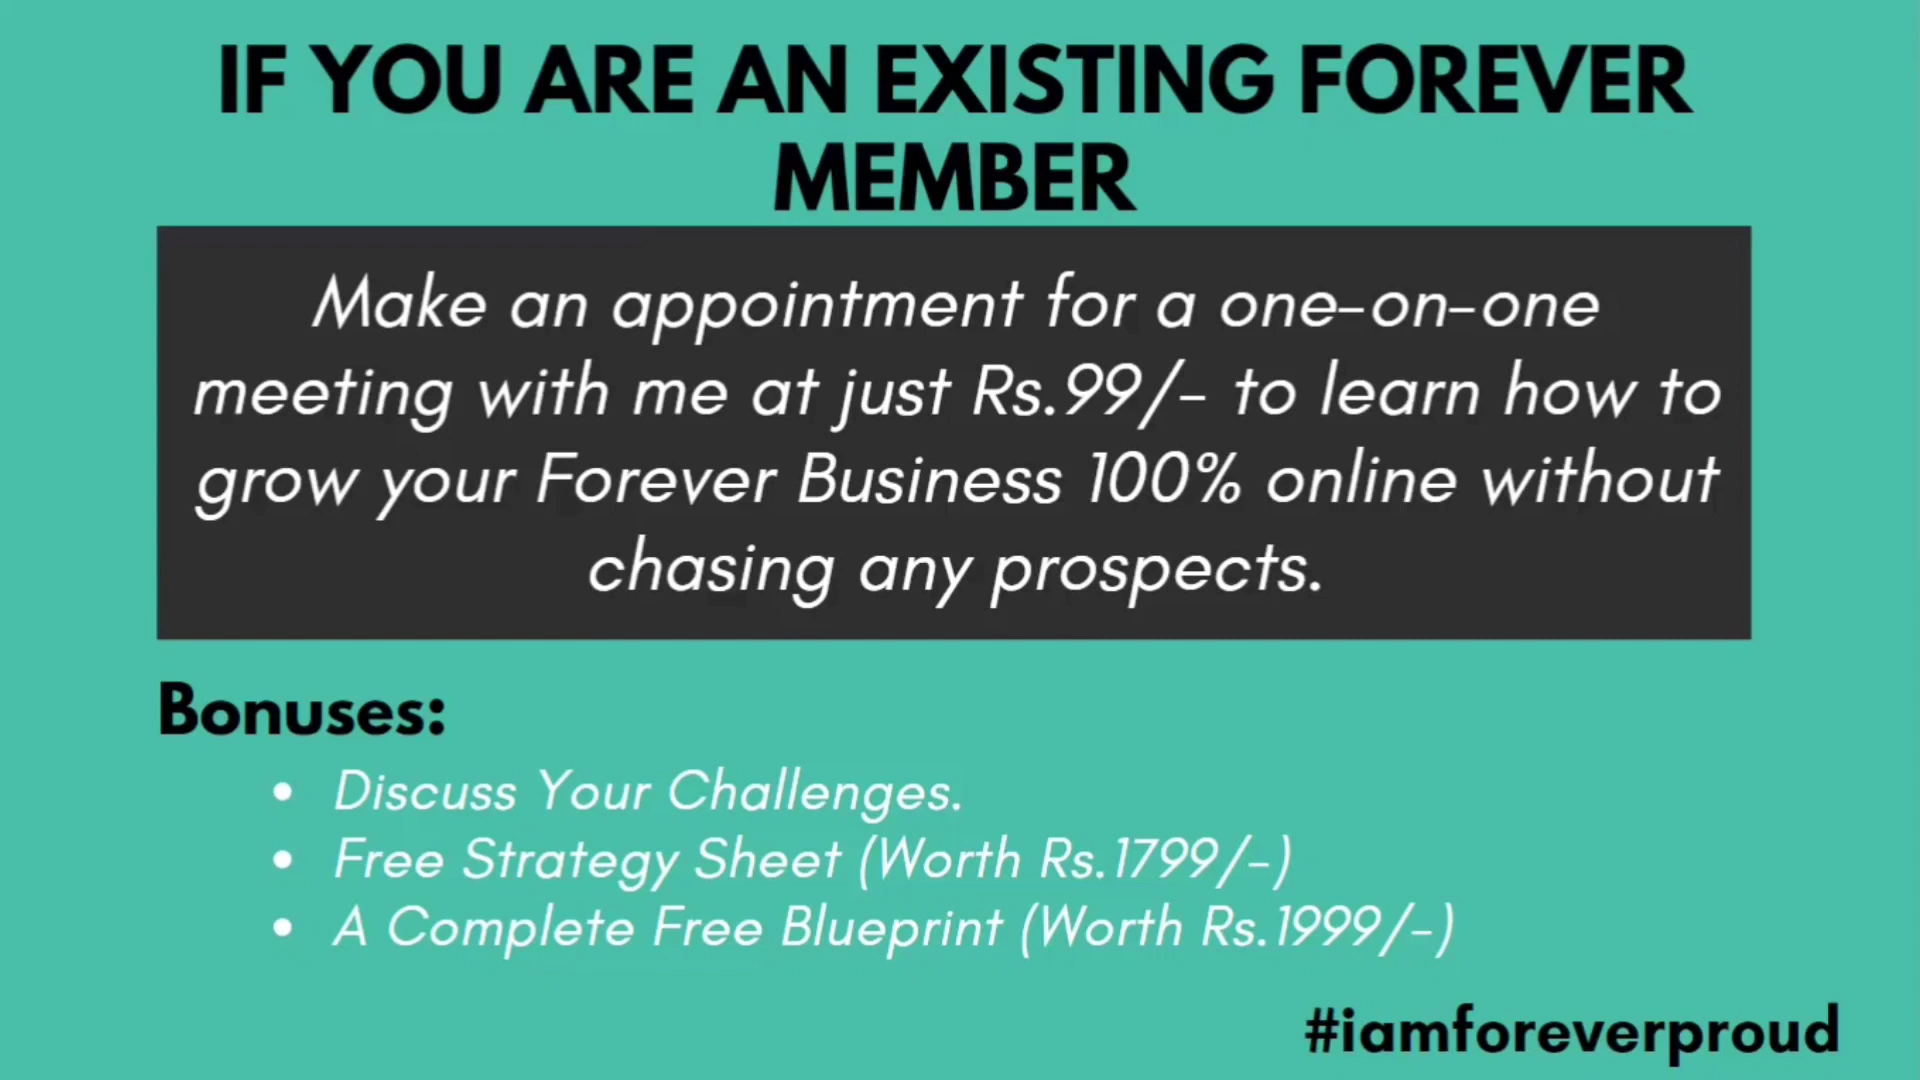 IF YOU ARE AN EXISTING FOREVER
MEMBER
Make an appointment for a one-on-one
meeting with me at just Rs.99/- to learn how to
grow your Forever Business 100% online without
chasing any prospects.
Bonuses:
• Discuss Your Challenges.
• Free Strategy Sheet (Worth Rs.1799/-)
• A Complete Free Blueprint (Worth Rs.1999/-)
#iamforeverproud